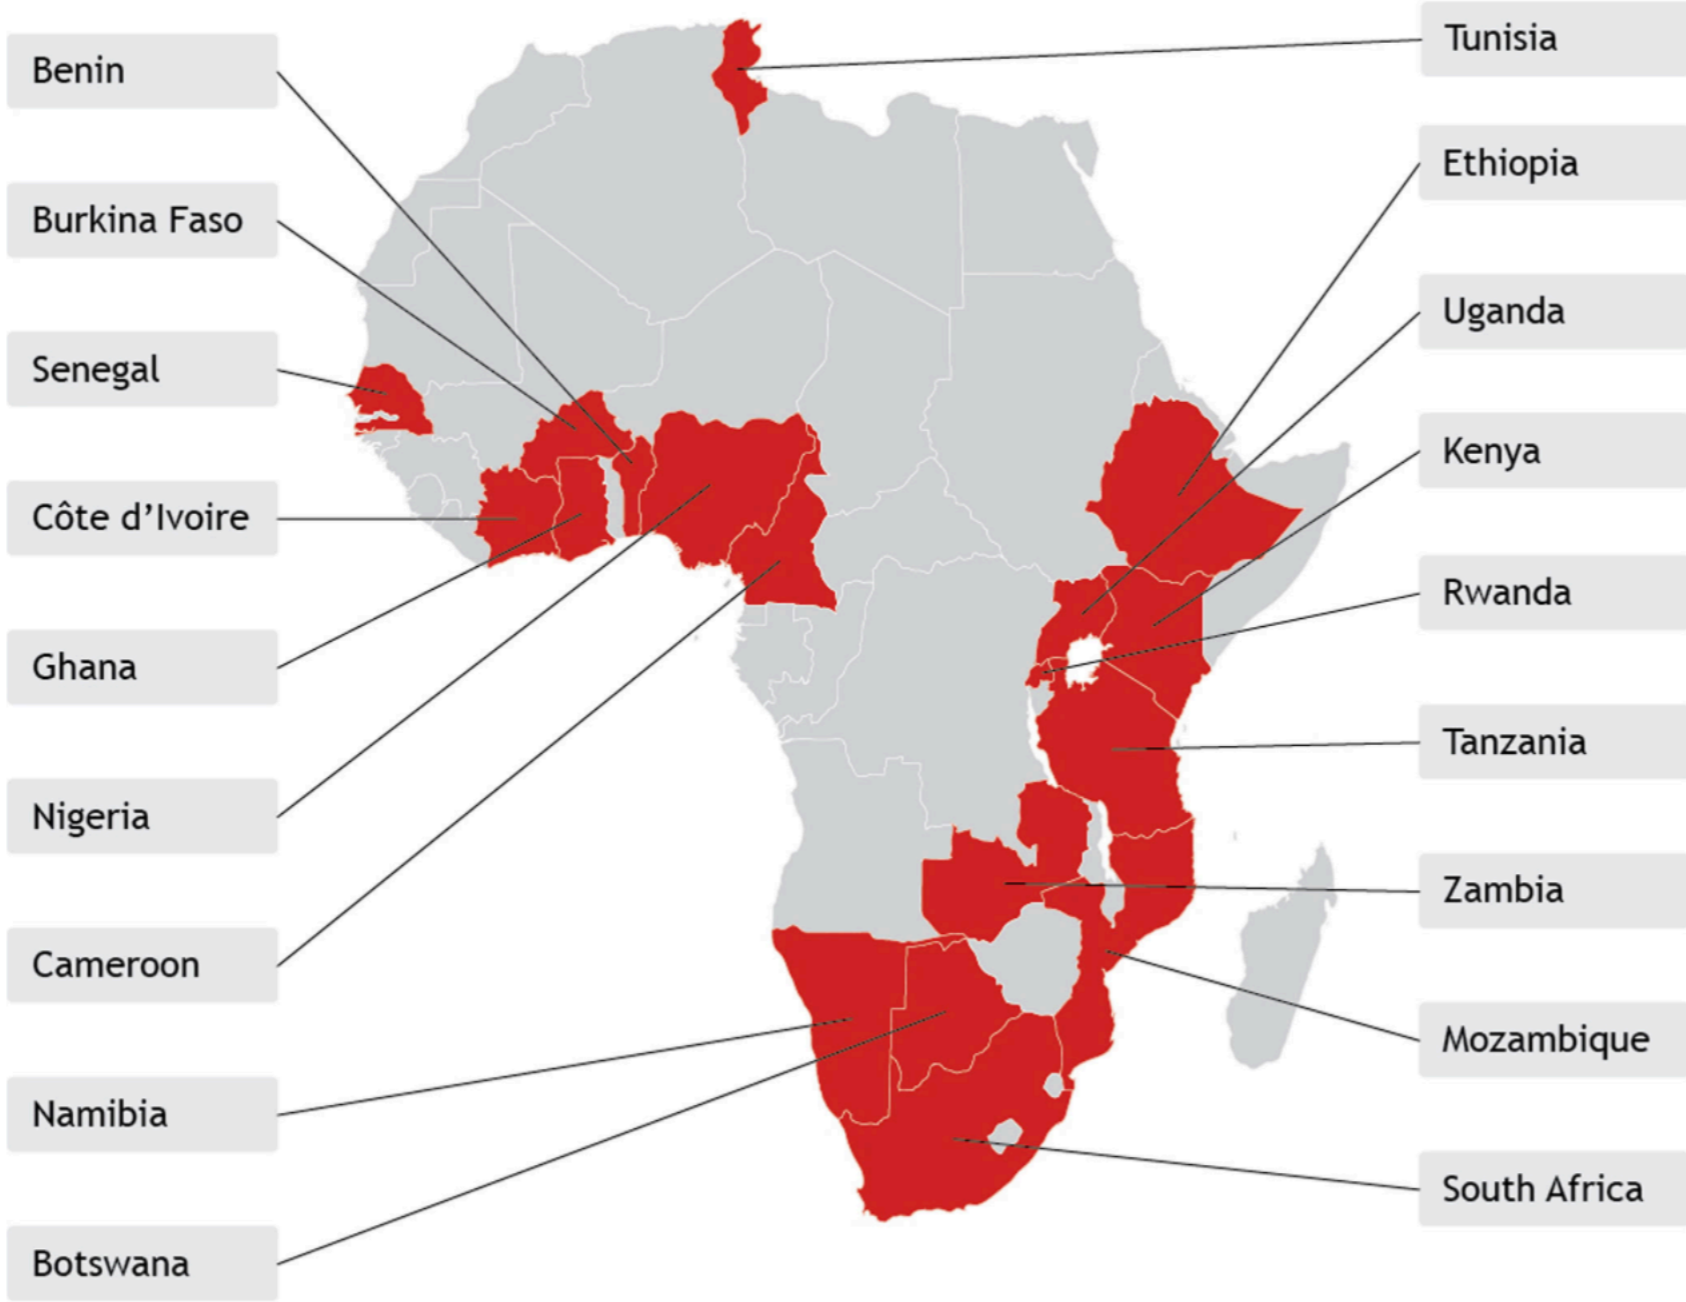 Benin
Burkina Faso
Senegal
Côte d’Ivoire
Ghana
Nigeria
Cameroon
Namibia
Botswana
Tunisia
Ethiopia
Uganda
Kenya
Rwanda
Tanzania
Zambia
Mozambique
South Africa